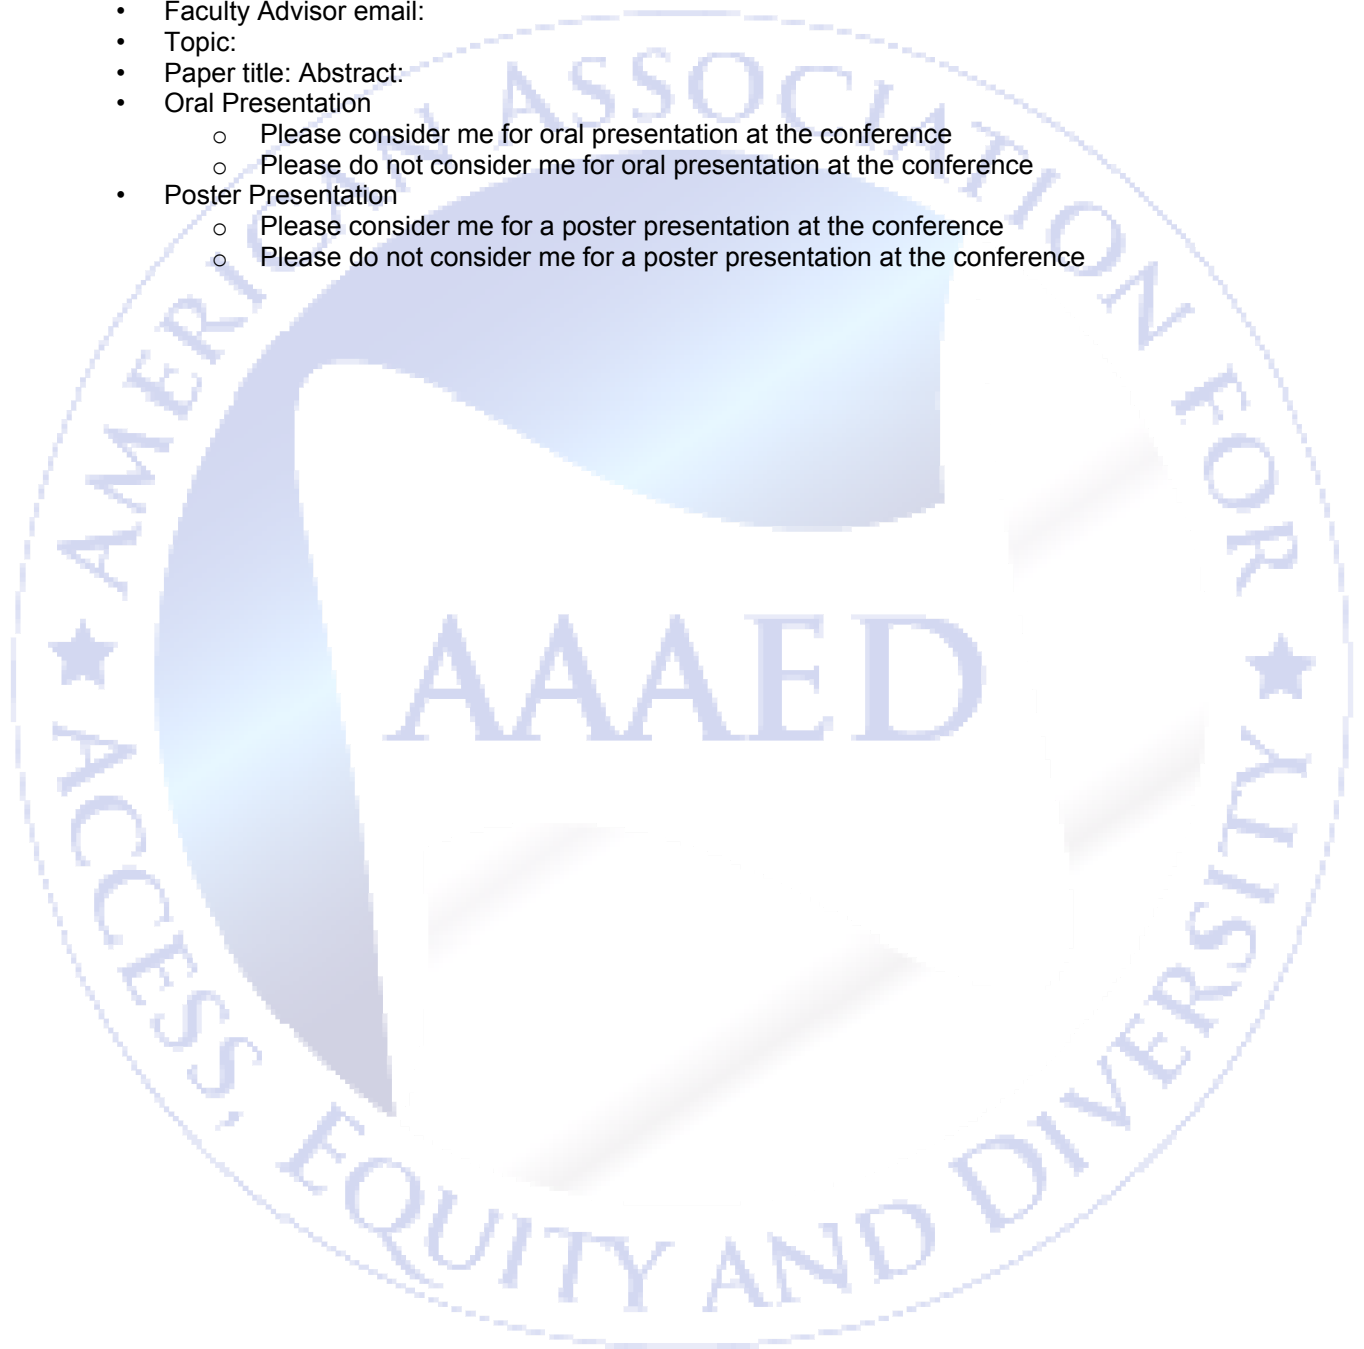 • Faculty Advisor email:
• Topic:
• Paper title: Abstract:
• Oral Presentation
o Please consider me for oral presentation at the conference
o Please do not consider me for oral presentation at the conference
• Poster Presentation
o Please consider me for a poster presentation at the conference
o Please do not consider me for a poster presentation at the conference
AMERICAN ASSOCIATION FOR
AAAED
ACCESS, EQUITY AND DIVERSITY